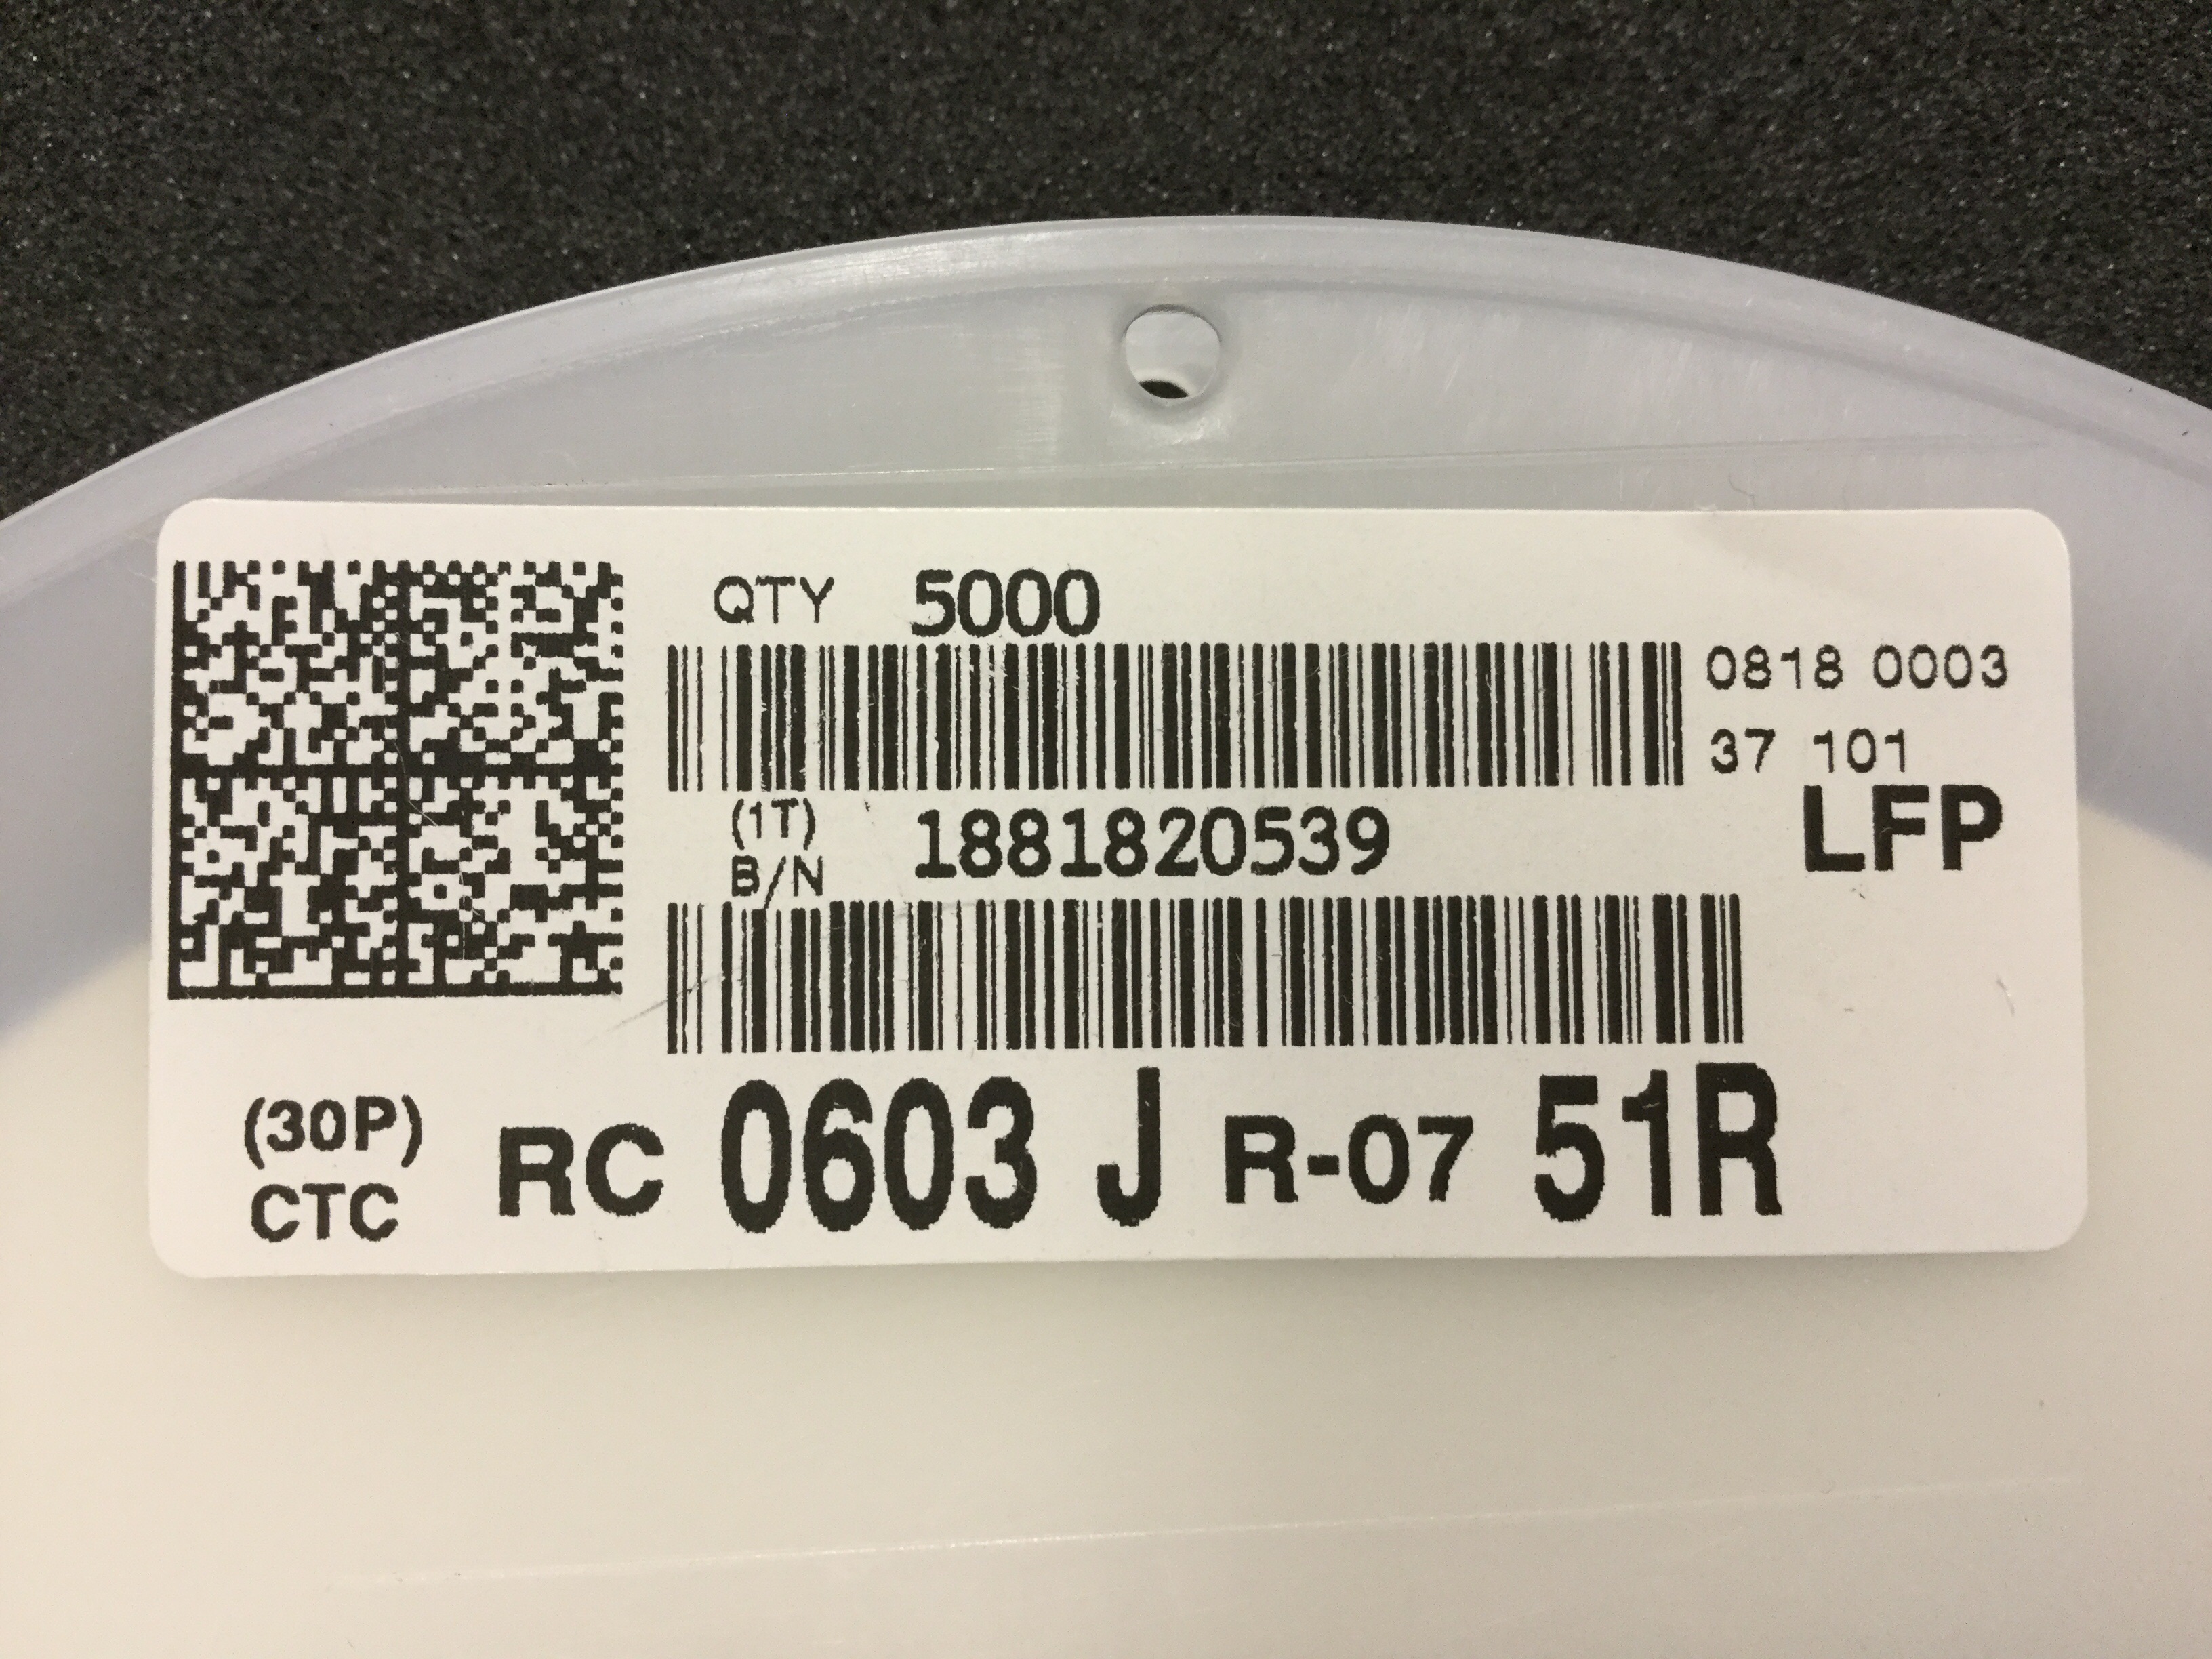 QTY 5000
0818 0003
37 101
(1T)
B/N 1881820539
LFP
(30P)
CTC
RC 0603 J R-07 51R